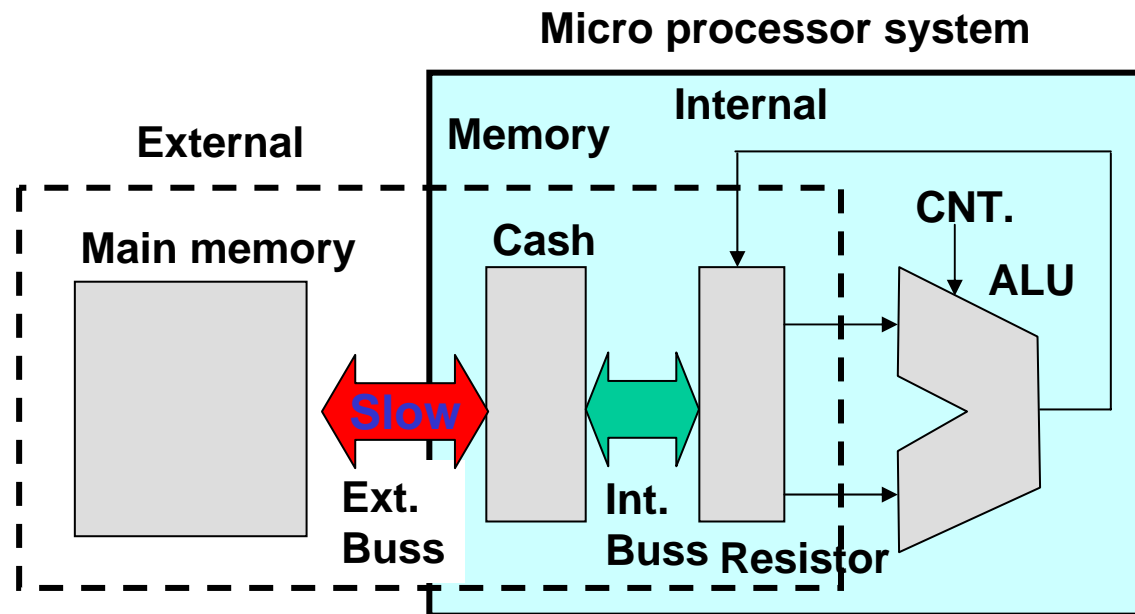 Micro processor system
Internal
External
Memory
CNT.
Main memory
Cash
ALU
Slow
Ext.
Buss
Int.
Buss
Resistor